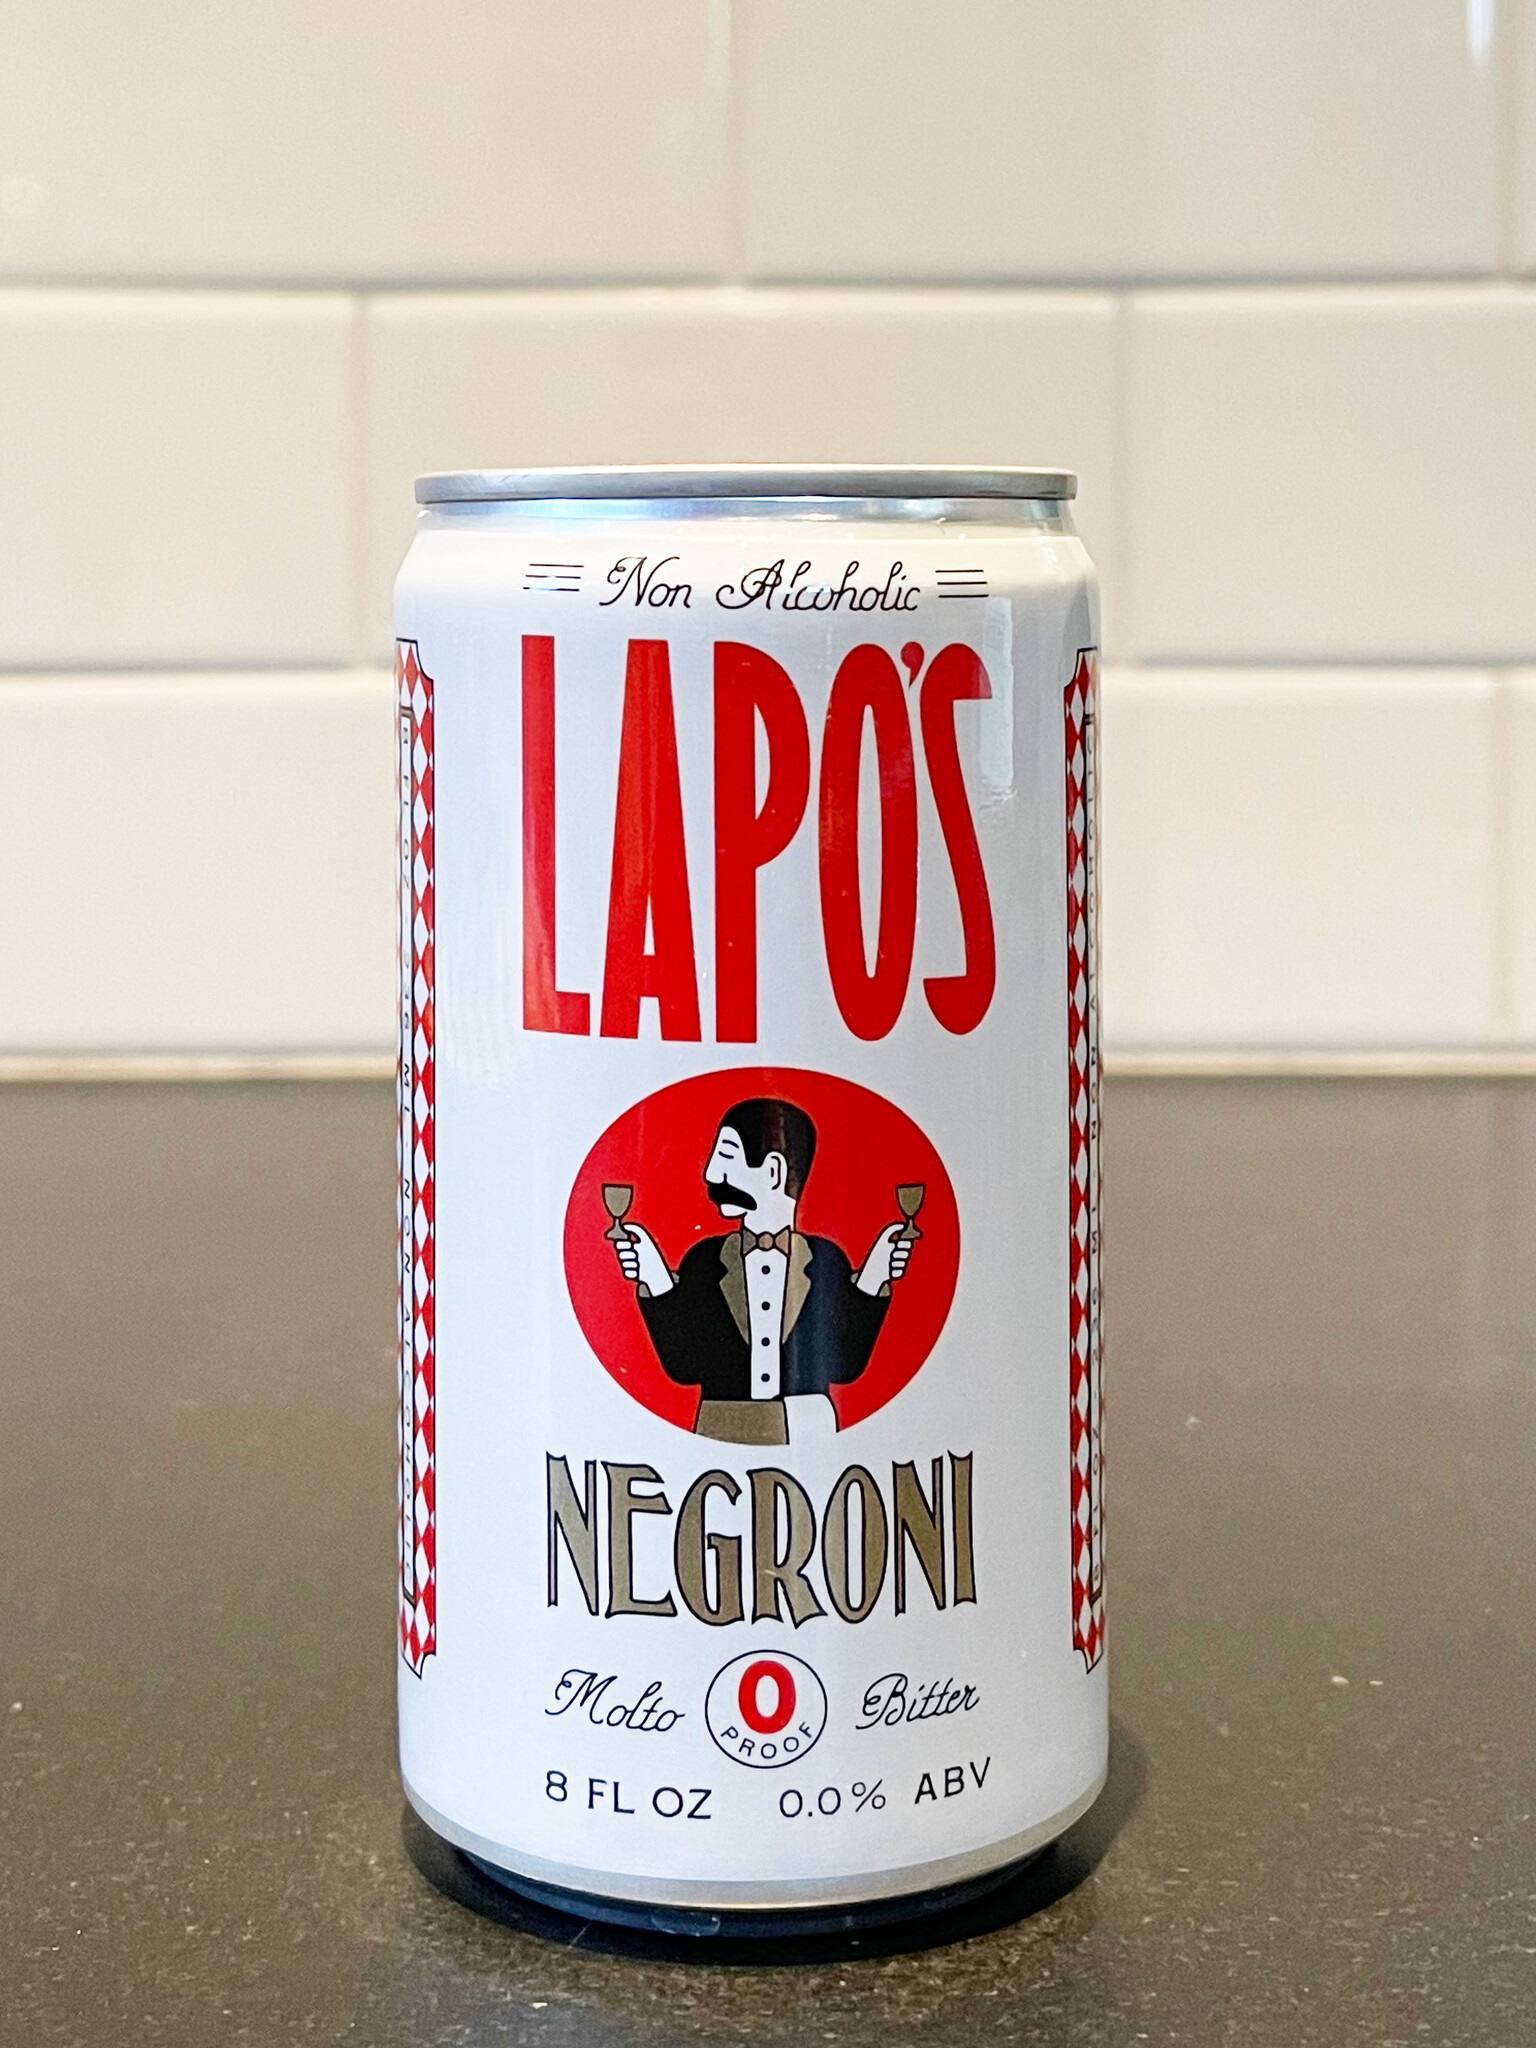 Non Alcoholic
LAPO'S
NEGRONI
Molto 0 PROOF Bitter
8 FL OZ 0.0% ABV